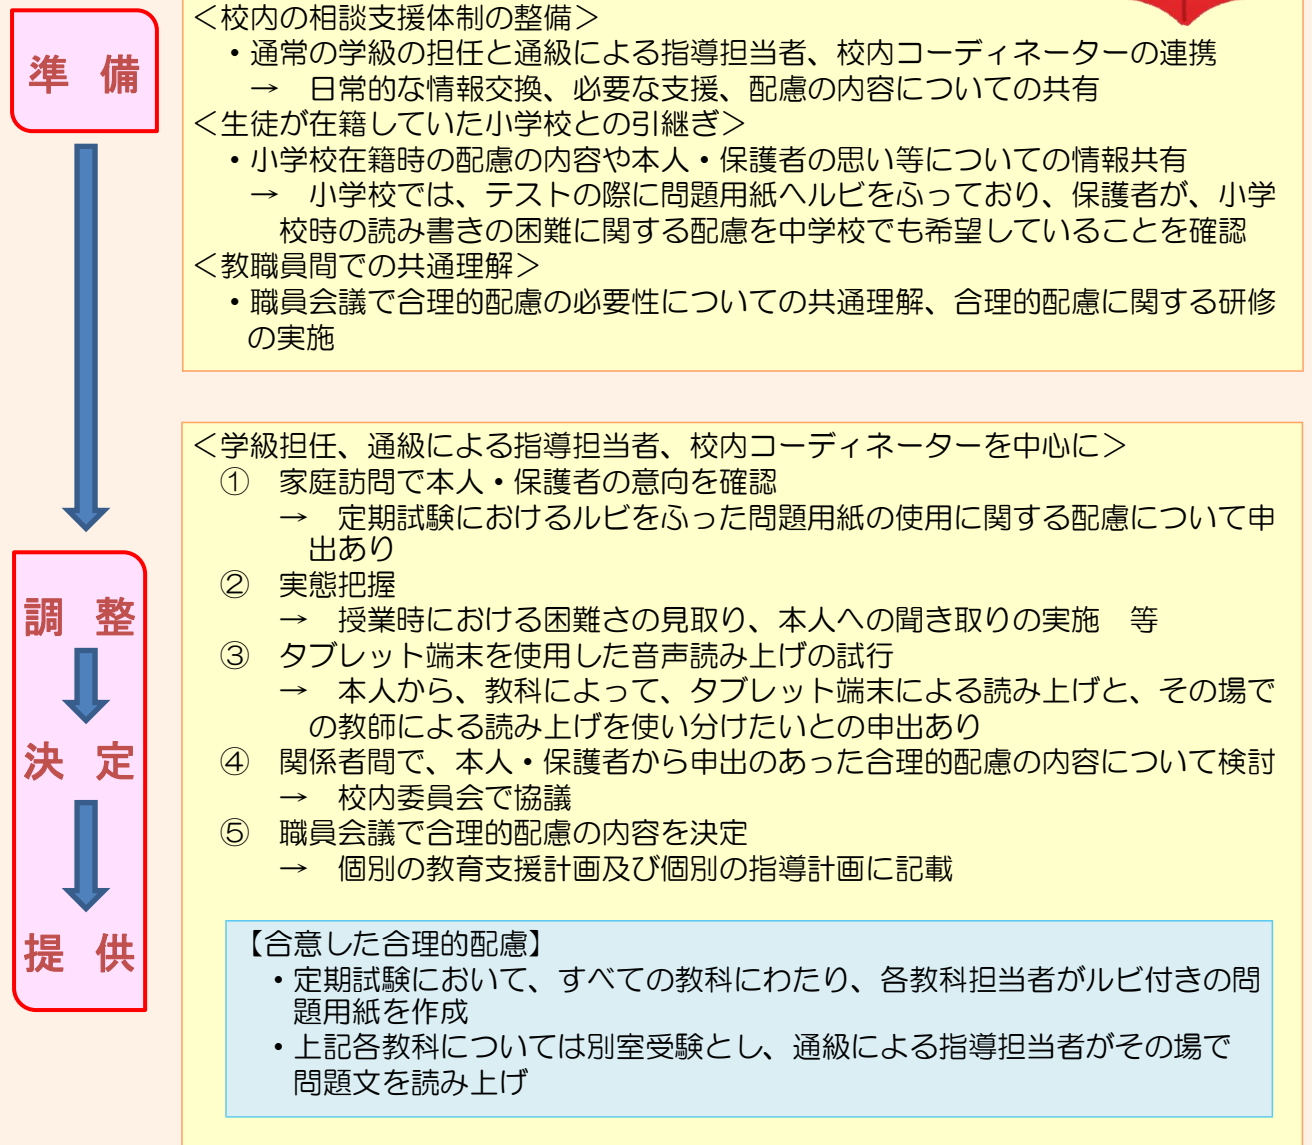 準 備
＜校内の相談支援体制の整備＞
・通常の学級の担任と通級による指導担当者、校内コーディネーターの連携
→ 日常的な情報交換、必要な支援、配慮の内容についての共有
＜生徒が在籍していた小学校との引継ぎ＞
・小学校在籍時の配慮の内容や本人・保護者の思い等についての情報共有
→ 小学校では、テストの際に問題用紙へルビをふっており、保護者が、小学
校時の読み書きの困難に関する配慮を中学校でも希望していることを確認
＜教職員間での共通理解＞
・職員会議で合理的配慮の必要性についての共通理解、合理的配慮に関する研修
の実施
調 整
決 定
提 供
＜学級担任、通級による指導担当者、校内コーディネーターを中心に＞
① 家庭訪問で本人・保護者の意向を確認
→ 定期試験におけるルビをふった問題用紙の使用に関する配慮について申
出あり
② 実態把握
→ 授業時における困難さの見取り、本人への聞き取りの実施 等
③ タブレット端末を使用した音声読み上げの試行
→ 本人から、教科によって、タブレット端末による読み上げと、その場で
の教師による読み上げを使い分けたいとの申出あり
④ 関係者間で、本人・保護者から申出のあった合理的配慮の内容について検討
→ 校内委員会で協議
⑤ 職員会議で合理的配慮の内容を決定
→ 個別の教育支援計画及び個別の指導計画に記載
【合意した合理的配慮】
・定期試験において、すべての教科にわたり、各教科担当者がルビ付きの問
題用紙を作成
・上記各教科については別室受験とし、通級による指導担当者がその場で
問題文を読み上げ